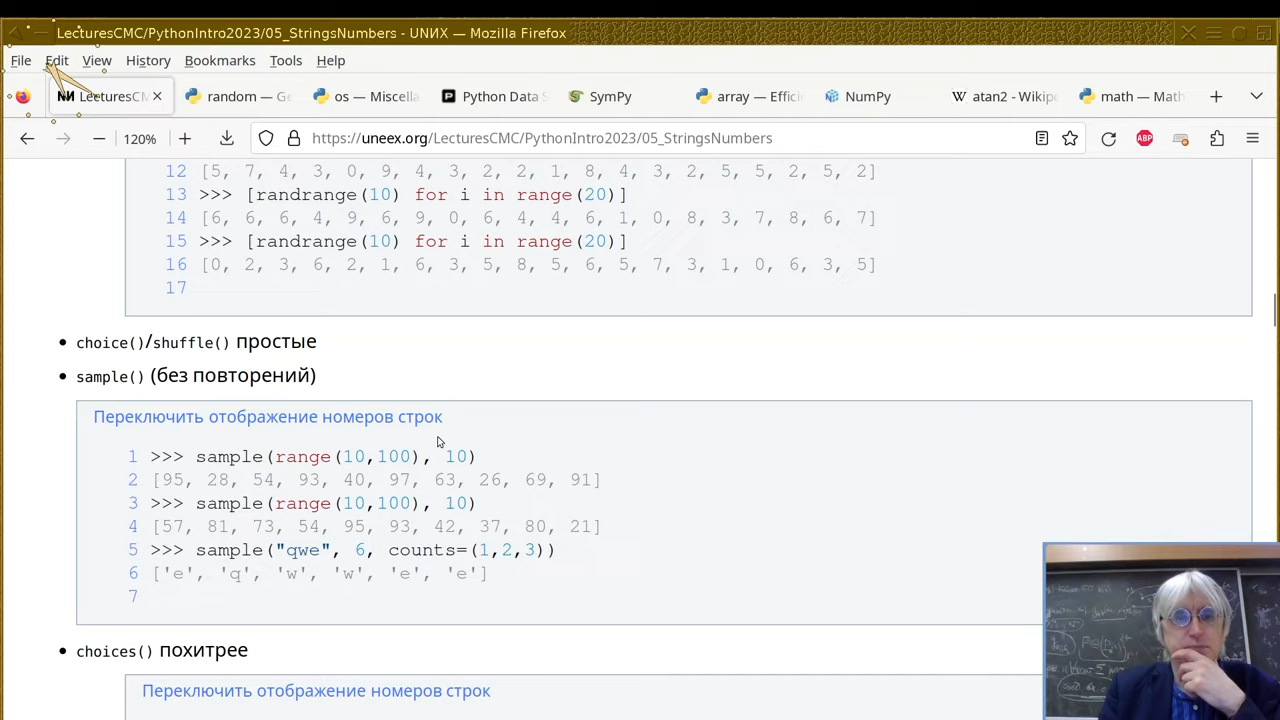 LecturesCMC/PythonIntro2023/05_StringsNumbers - UNИX — Mozilla Firefox
File Edit View History Bookmarks Tools Help
LecturesCM random — Ge os — Miscella Python Data S SymPy array — Effici NumPy atan2 - Wikipe math — Math
120% https://uneex.org/LecturesCMC/PythonIntro2023/05_StringsNumbers ABP
12 [5, 7, 4, 3, 0, 9, 4, 3, 2, 2, 1, 8, 4, 3, 2, 5, 5, 2, 5, 2]
13 >>> [randrange(10) for i in range(20)]
14 [6, 6, 6, 4, 9, 6, 9, 0, 6, 4, 4, 6, 1, 0, 8, 3, 7, 8, 6, 7]
15 >>> [randrange(10) for i in range(20)]
16 [0, 2, 3, 6, 2, 1, 6, 3, 5, 8, 5, 6, 5, 7, 3, 1, 0, 6, 3, 5]
17
• choice()/shuffle() простые
• sample() (без повторений)
Переключить отображение номеров строк
1 >>> sample(range(10,100), 10)
2 [95, 28, 54, 93, 40, 97, 63, 26, 69, 91]
3 >>> sample(range(10,100), 10)
4 [57, 81, 73, 54, 95, 93, 42, 37, 80, 21]
5 >>> sample("qwe", 6, counts=(1,2,3))
6 ['e', 'q', 'w', 'w', 'e', 'e']
7
• choices() похитрее
Переключить отображение номеров строк